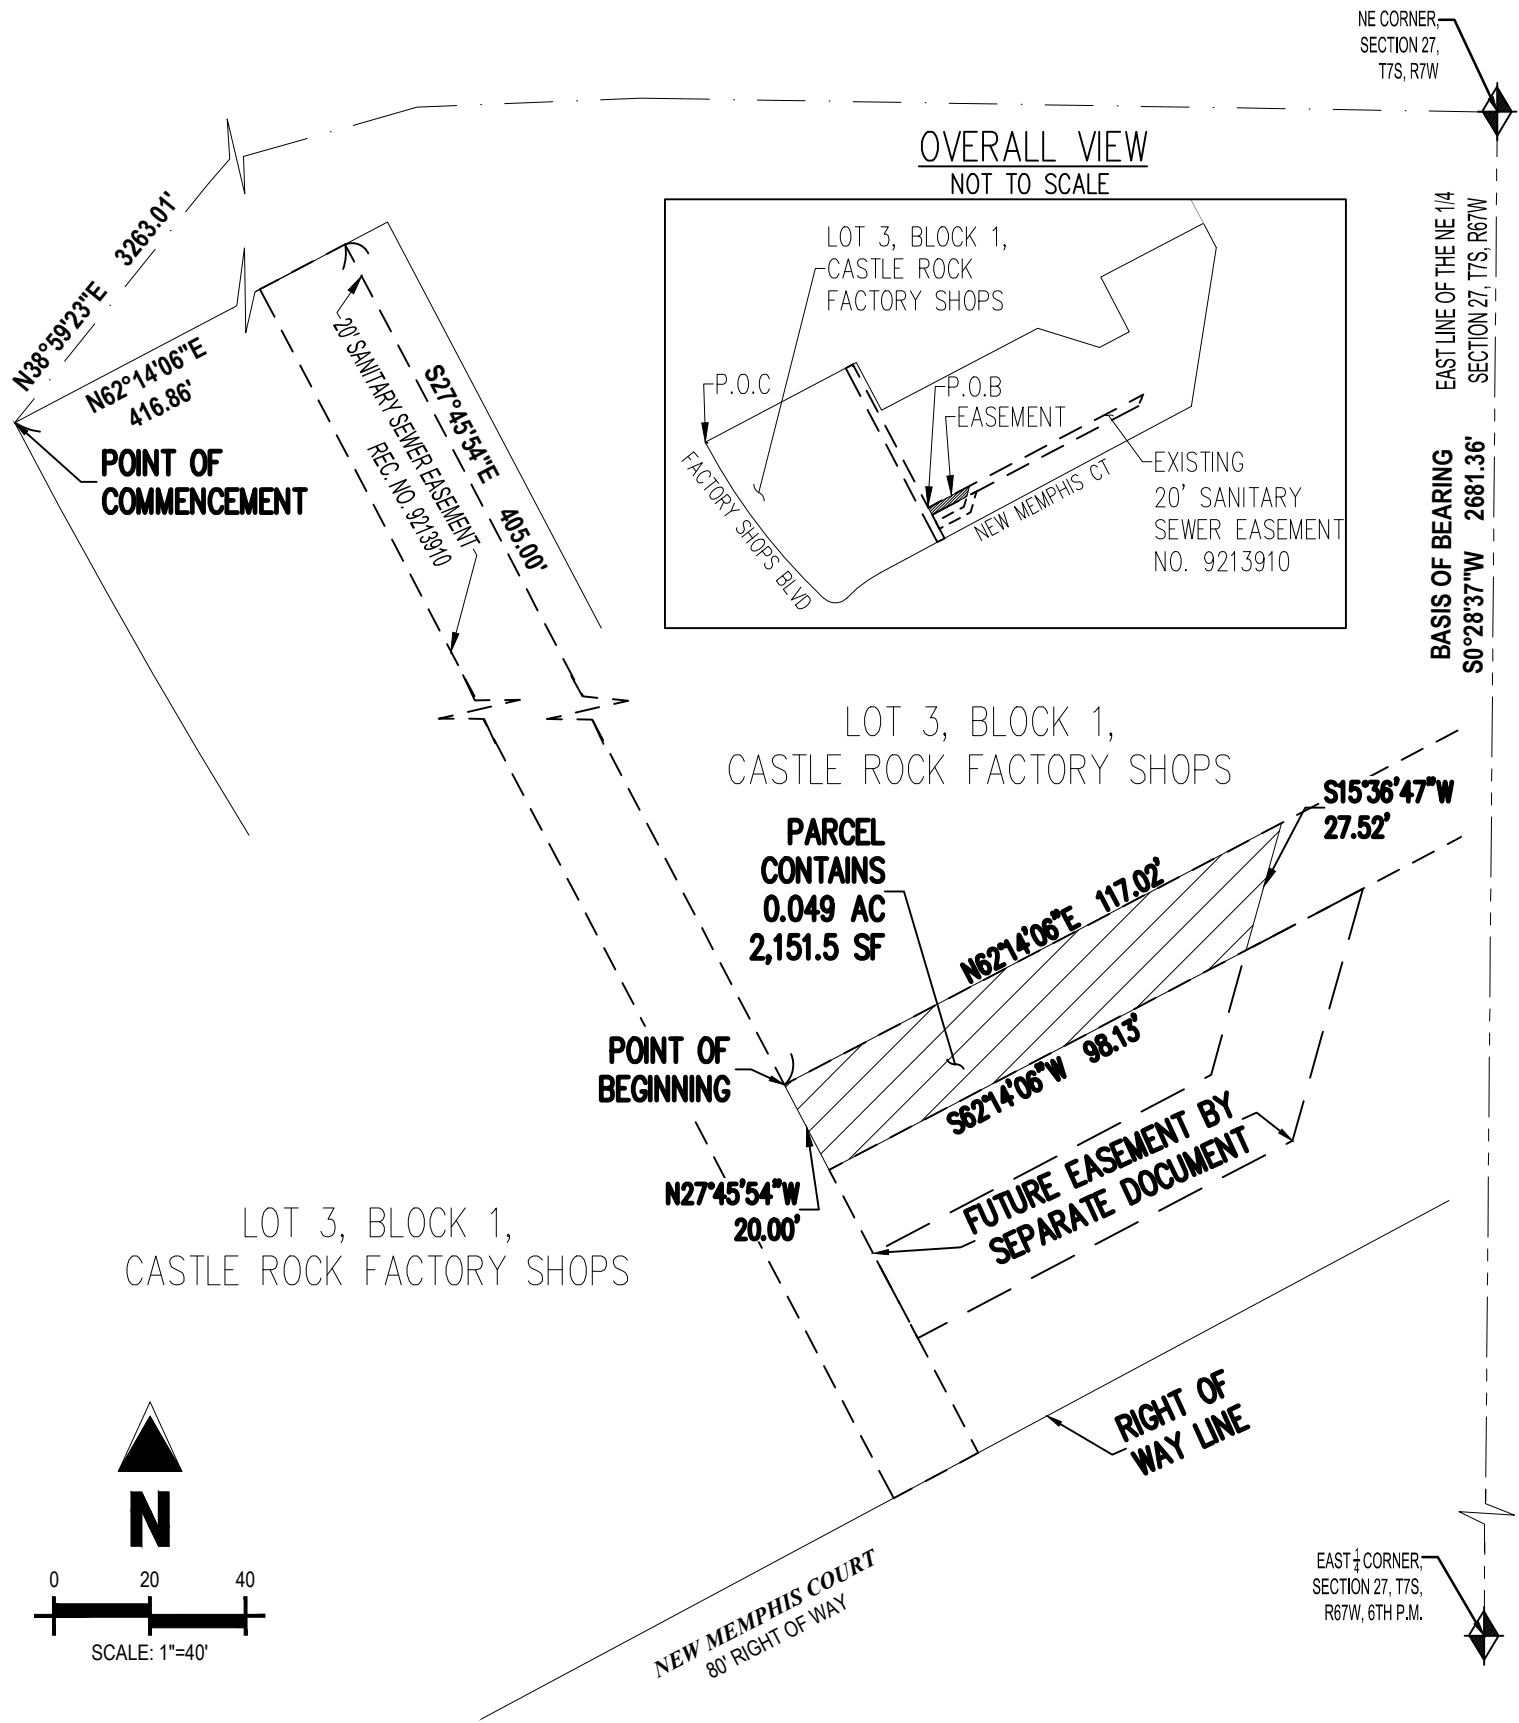 NE CORNER,
SECTION 27,
T7S, R7W
OVERALL VIEW
NOT TO SCALE
LOT 3, BLOCK 1,
CASTLE ROCK
FACTORY SHOPS
P.O.C
P.O.B
EASEMENT
EXISTING
20' SANITARY
SEWER EASEMENT
NO. 9213910
NEW MEMPHIS CT
FACTORY SHOPS BLVD
EAST LINE OF THE NE 1/4
SECTION 27, T7S, R67W
BASIS OF BEARING
S0°28'37"W 2681.36'
N38°59'23"E 3263.01'
N62°14'06"E
416.86'
POINT OF
COMMENCEMENT
20' SANITARY SEWER EASEMENT
REC. NO. 9213910
S27°45'54"E 405.00'
LOT 3, BLOCK 1,
CASTLE ROCK FACTORY SHOPS
S15°36'47"W
27.52'
PARCEL
CONTAINS
0.049 AC
2,151.5 SF
N62°14'06"E 117.02'
S62°14'06"W 98.13'
POINT OF
BEGINNING
N27°45'54"W
20.00'
FUTURE EASEMENT BY
SEPARATE DOCUMENT
LOT 3, BLOCK 1,
CASTLE ROCK FACTORY SHOPS
RIGHT OF
WAY LINE
N
0 20 40
SCALE: 1"=40'
NEW MEMPHIS COURT
80' RIGHT OF WAY
EAST 1/4 CORNER,
SECTION 27, T7S,
R67W, 6TH P.M.